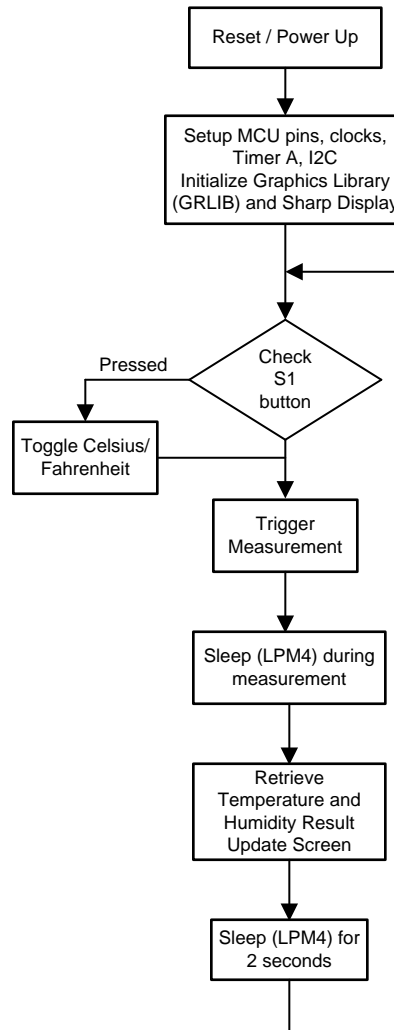 Reset / Power Up
Setup MCU pins, clocks,
Timer A, I2C
Initialize Graphics Library
(GRLIB) and Sharp Display
Check
S1
button
Pressed
Toggle Celsius/
Fahrenheit
Trigger
Measurement
Sleep (LPM4) during
measurement
Retrieve
Temperature and
Humidity Result
Update Screen
Sleep (LPM4) for
2 seconds